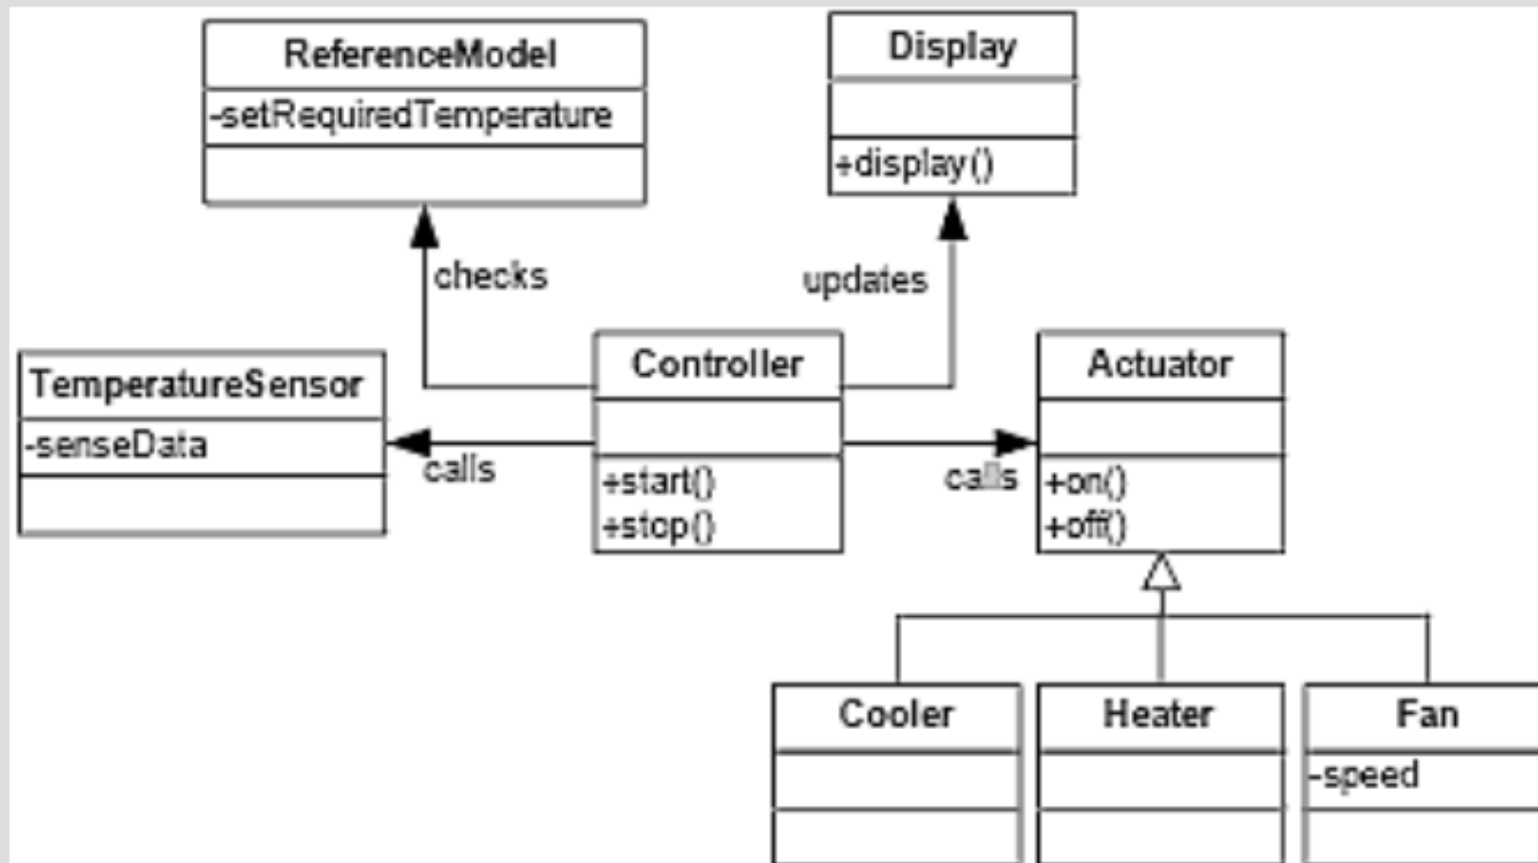 ReferenceModel
-setRequiredTemperature
Display
+display()
checks
updates
TemperatureSensor
-senseData
calls
Controller
+start()
+stop()
calls
Actuator
+on()
+off()
Cooler
Heater
Fan
-speed